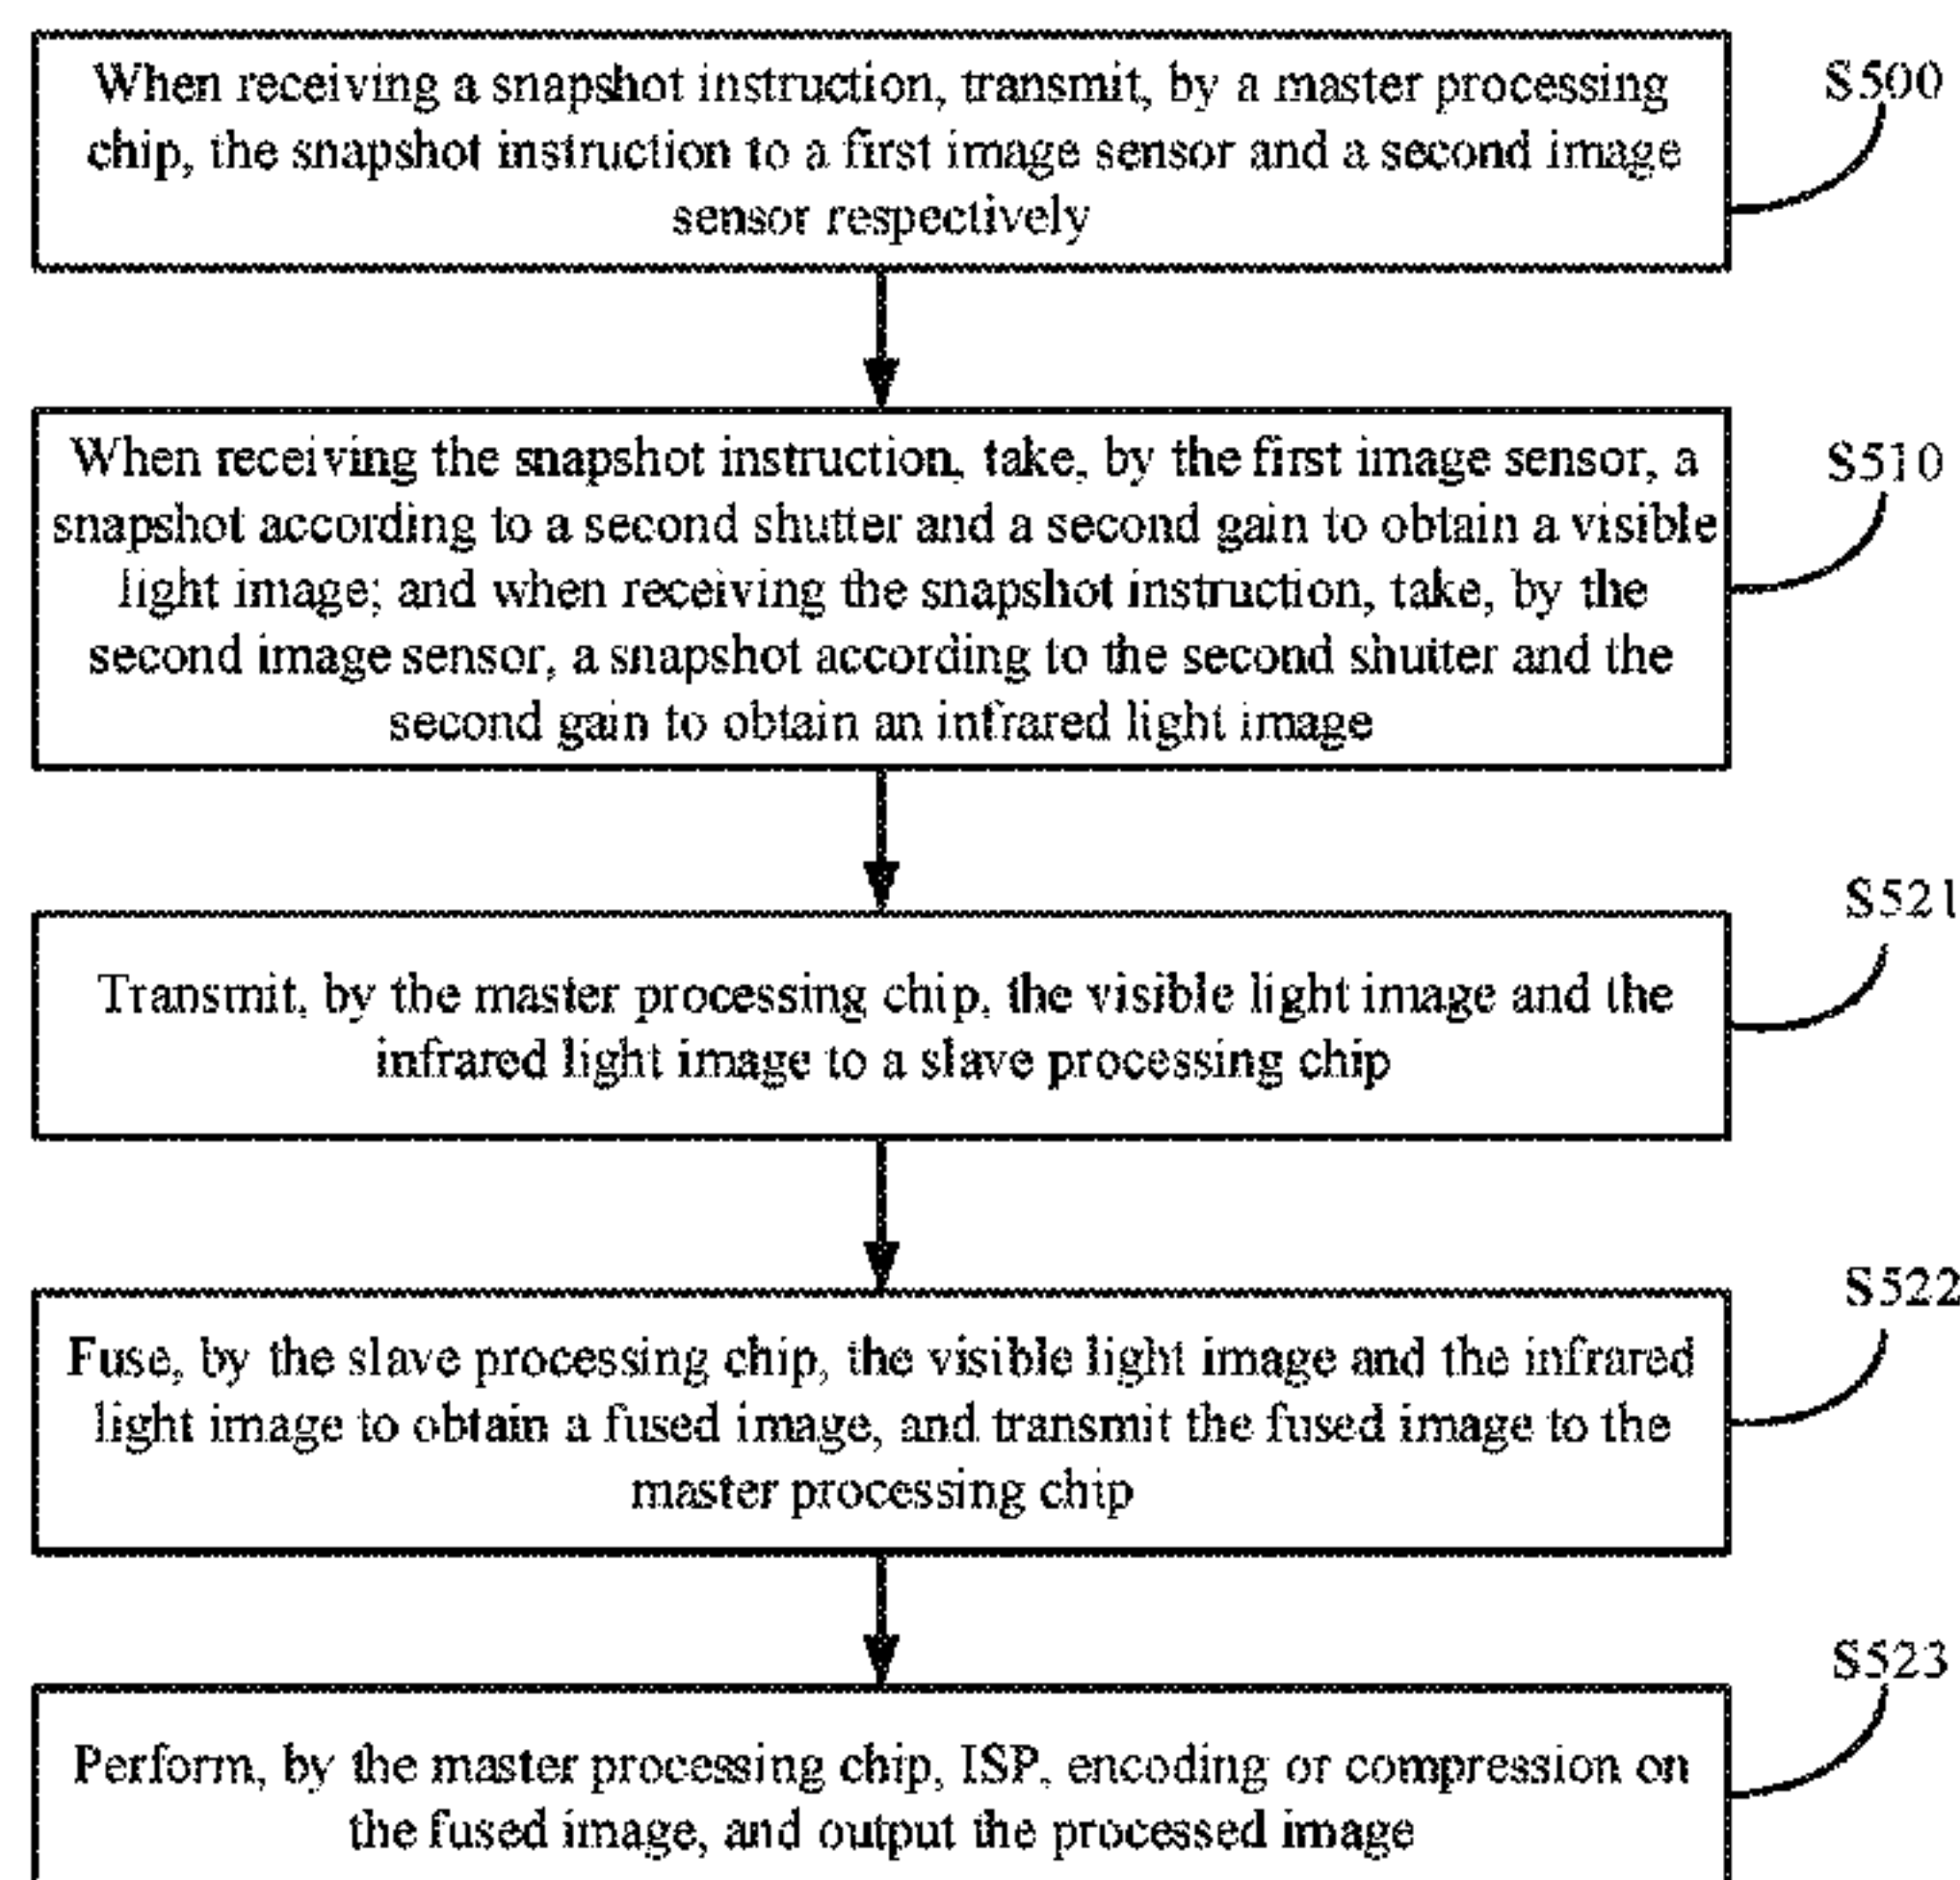 When receiving a snapshot instruction, transmit, by a master processing
chip, the snapshot instruction to a first image sensor and a second image
sensor respectively
S500
When receiving the snapshot instruction, take, by the first image sensor, a
snapshot according to a second shutter and a second gain to obtain a visible
light image; and when receiving the snapshot instruction, take, by the
second image sensor, a snapshot according to the second shutter and the
second gain to obtain an infrared light image
S510
Transmit, by the master processing chip, the visible light image and the
infrared light image to a slave processing chip
S521
Fuse, by the slave processing chip, the visible light image and the infrared
light image to obtain a fused image, and transmit the fused image to the
master processing chip
S522
Perform, by the master processing chip, ISP, encoding or compression on
the fused image, and output the processed image
S523